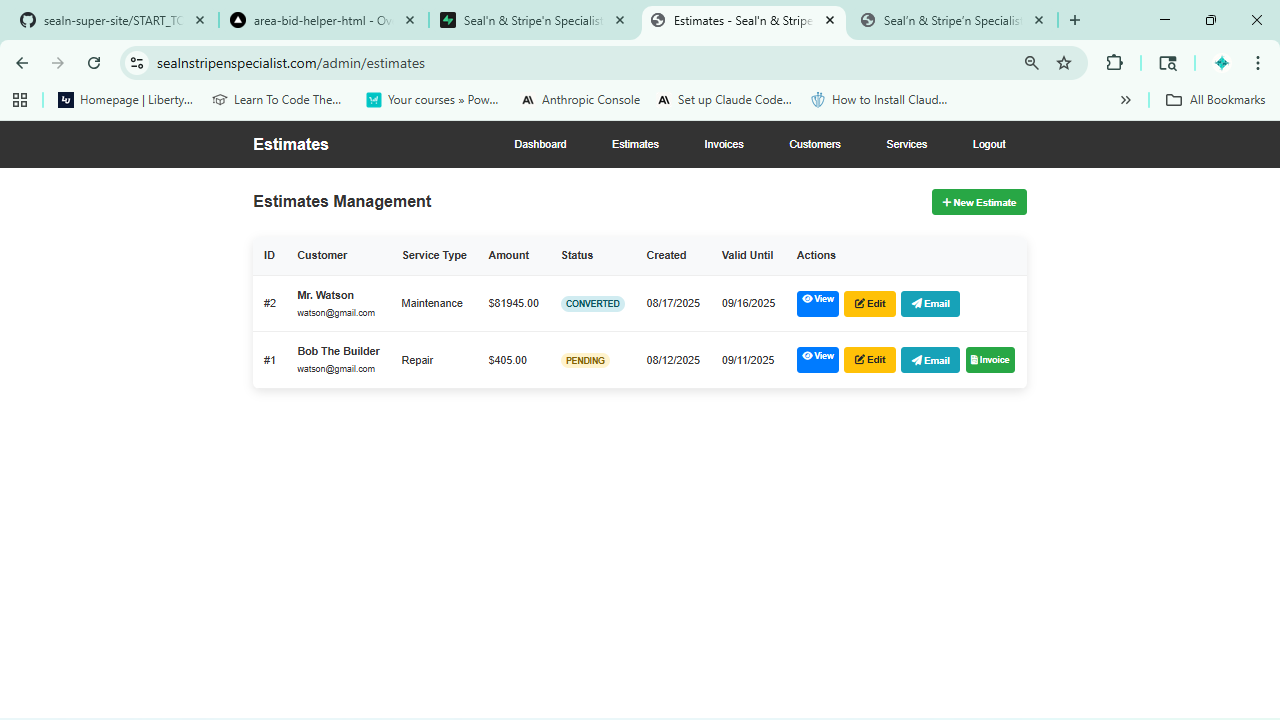 sealn-super-site/START_TO
area-bid-helper-html - Ov
Seal'n & Stripe'n Specialist
Estimates - Seal'n & Stripe
Seal'n & Stripe'n Specialis
sealnstripenspecialist.com/admin/estimates
Homepage | Liberty...
Learn To Code The...
Your courses » Pow...
Anthropic Console
Set up Claude Code...
How to Install Claud...
All Bookmarks
Estimates
Dashboard
Estimates
Invoices
Customers
Services
Logout
Estimates Management
New Estimate
ID Customer Service Type Amount Status Created Valid Until Actions
#2 Mr. Watson Maintenance $81945.00 CONVERTED 08/17/2025 09/16/2025 View Edit Email
watson@gmail.com
#1 Bob The Builder Repair $405.00 PENDING 08/12/2025 09/11/2025 View Edit Email Invoice
watson@gmail.com